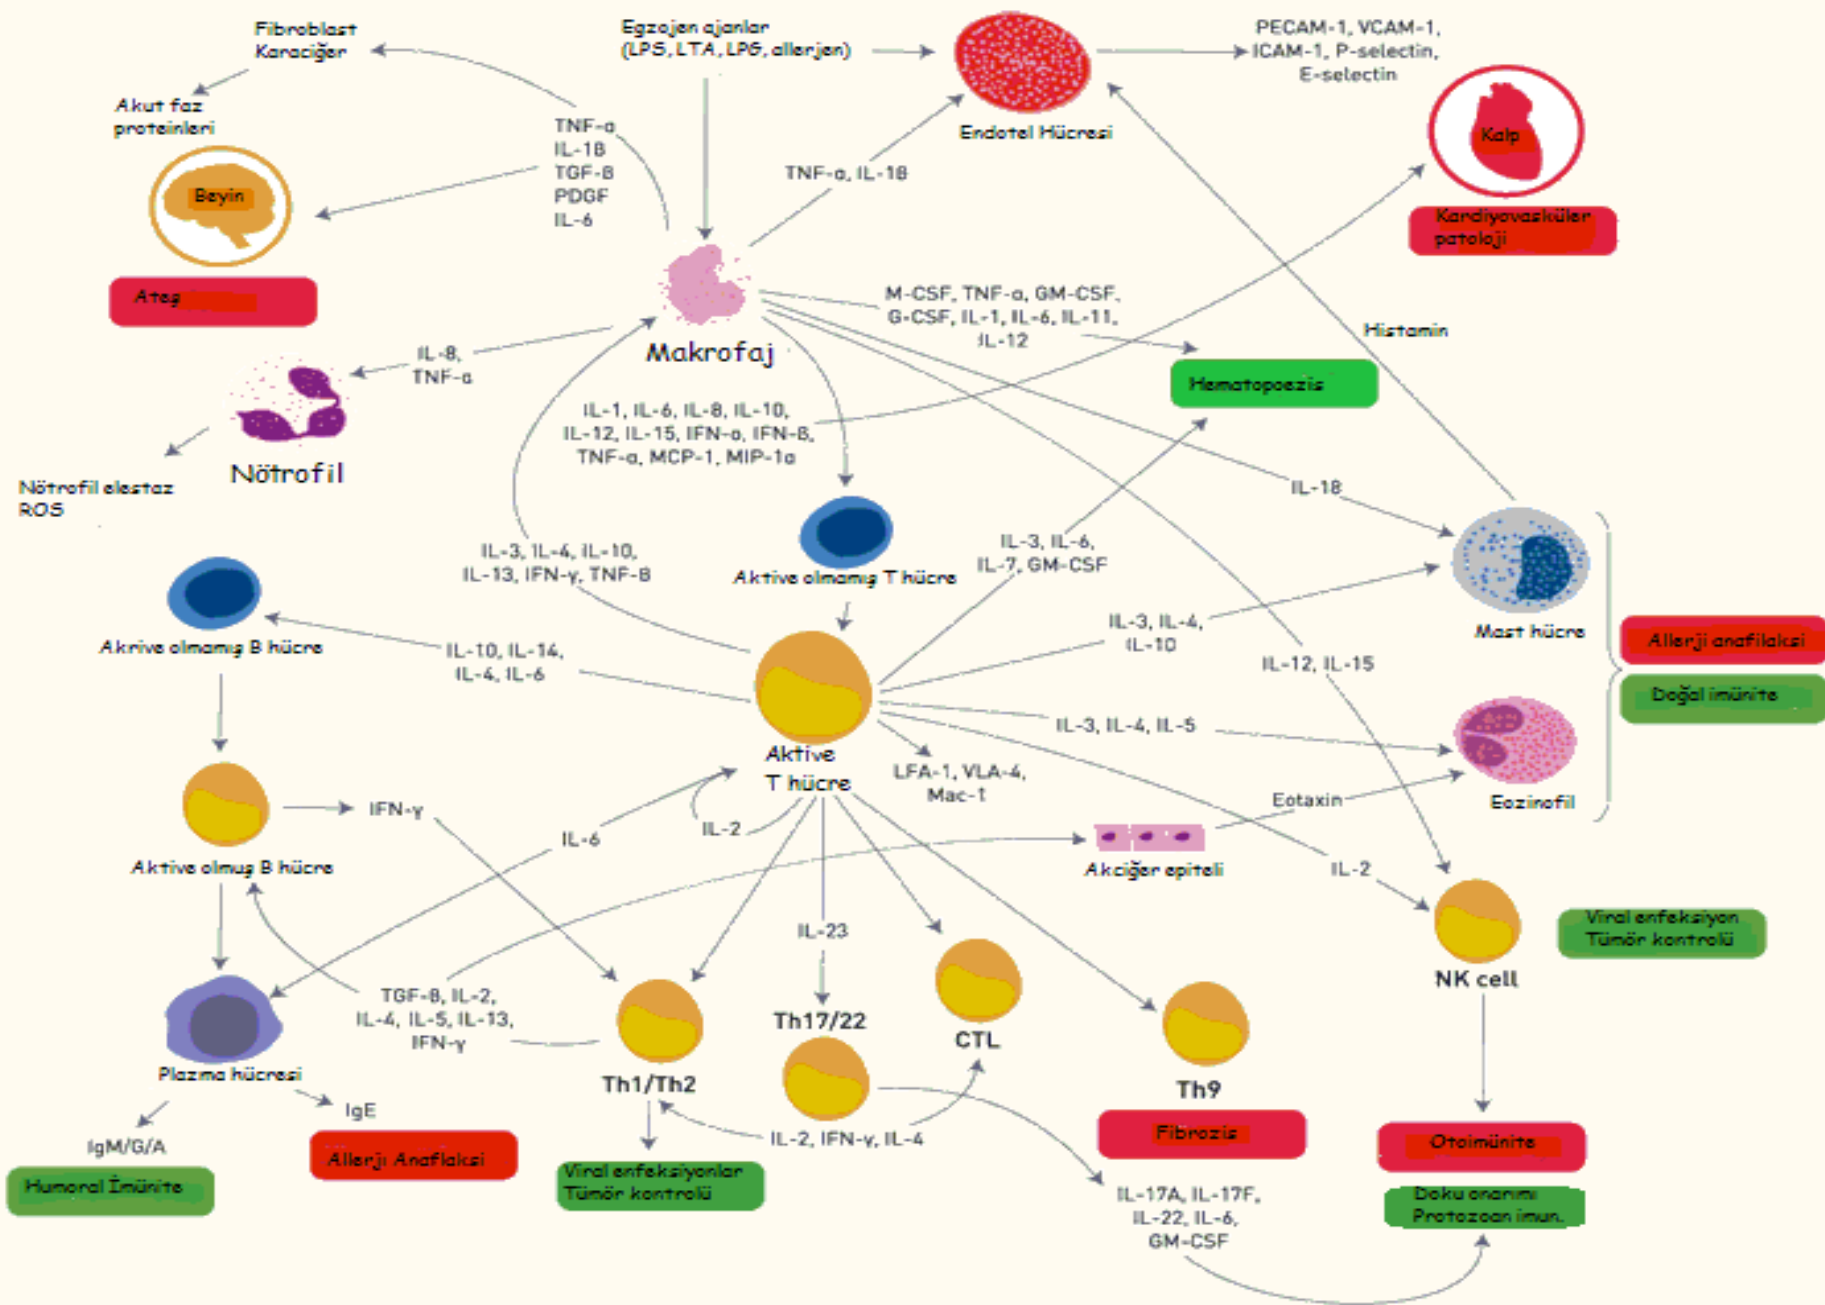 Fibroblast
Karaciğer
Egzojen ajanlar
(LPS, LTA, LPG, allerjen)
PECAM-1, VCAM-1,
ICAM-1, P-selectin,
E-selectin
Akut faz
proteinleri
TNF-α
IL-1B
TGF-B
PDGF
IL-6
Endotel Hücresi
Kalp
TNF-α, IL-1B
Beyin
Kardiyovasküler
patoloji
Ateş
M-CSF, TNF-α, GM-CSF,
G-CSF, IL-1, IL-6, IL-11,
IL-12
Histamin
Makrofaj
IL-8,
TNF-α
Hematopoezis
IL-1, IL-6, IL-8, IL-10,
IL-12, IL-15, IFN-α, IFN-B,
TNF-α, MCP-1, MIP-1α
Nötrofil
Nötrofil elestaz
ROS
IL-18
IL-3, IL-4, IL-10,
IL-13, IFN-γ, TNF-B
Aktive olmamış T hücre
IL-3, IL-6,
IL-7, GM-CSF
Mast hücre
Akrive olmamış B hücre
IL-10, IL-14,
IL-4, IL-6
IL-3, IL-4,
IL-10
IL-12, IL-15
Allerji anafilaksi
Doğal imünite
IL-3, IL-4, IL-5
Aktive
T hücre
LFA-1, VLA-4,
Mac-1
Eotaxin
Eozinofil
IFN-γ
IL-6
IL-2
Aktive olmuş B hücre
Akciğer epiteli
IL-2
IL-23
Viral enfeksiyon
Tümör kontrolü
NK cell
TGF-B, IL-2,
IL-4, IL-5, IL-13,
IFN-γ
Th17/22
CTL
Plazma hücresi
Th1/Th2
Th9
IgE
IgM/G/A
IL-2, IFN-γ, IL-4
Fibrozis
Otoimünite
Allerji Anaflaksi
Humoral İmünite
Viral enfeksiyonlar
Tümör kontrolü
IL-17A, IL-17F,
IL-22, IL-6,
GM-CSF
Doku onarımı
Protozoan imun.